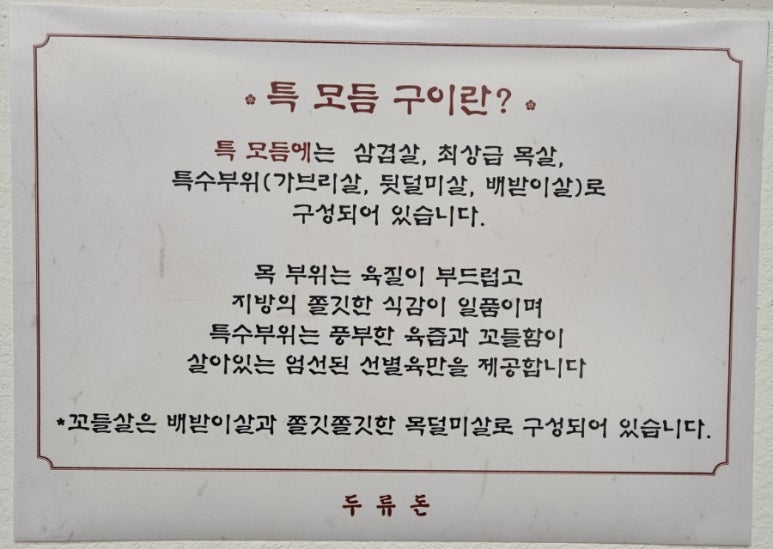 특 모듬 구이란?
특 모듬에는 삼겹살, 최상급 목살,
특수부위(가브리살, 뒷덜미살, 배받이살)로
구성되어 있습니다.
목 부위는 육질이 부드럽고
지방의 쫄깃한 식감이 일품이며
특수부위는 풍부한 육즙과 꼬들함이
살아있는 엄선된 선별육만을 제공합니다
*꼬들살은 배받이살과 쫄깃쫄깃한 목덜미살로 구성되어 있습니다.
두류돈